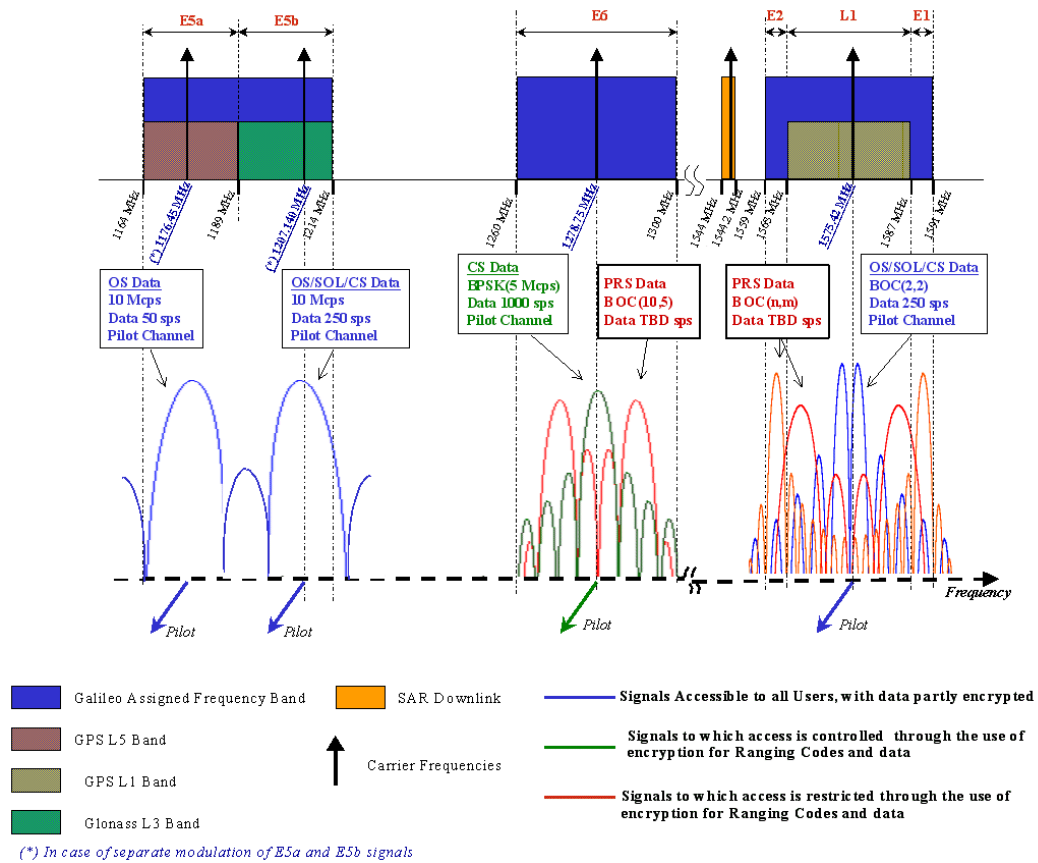 E5a
E5b
E6
E2
L1
E1
1164 MHz
(*) 1176.45 MHz
1189 MHz
(*) 1207.140 MHz
1214 MHz
1260 MHz
1278.75 MHz
1300 MHz
1544 MHz
1544.2 MHz
1559 MHz
1565 MHz
1575.42 MHz
1587 MHz
1591 MHz
OS Data
10 Mcps
Data 50 sps
Pilot Channel
OS/SOL/CS Data
10 Mcps
Data 250 sps
Pilot Channel
CS Data
BPSK(5 Mcps)
Data 1000 sps
Pilot Channel
PRS Data
BOC(10,5)
Data TBD sps
PRS Data
BOC(n,m)
Data TBD sps
OS/SOL/CS Data
BOC(2,2)
Data 250 sps
Pilot Channel
Frequency
Pilot
Pilot
Pilot
Pilot
Galileo Assigned Frequency Band
GPS L5 Band
GPS L1 Band
Glonass L3 Band
SAR Downlink
Carrier Frequencies
Signals Accessible to all Users, with data partly encrypted
Signals to which access is controlled through the use of
encryption for Ranging Codes and data
Signals to which access is restricted through the use of
encryption for Ranging Codes and data
(*) In case of separate modulation of E5a and E5b signals